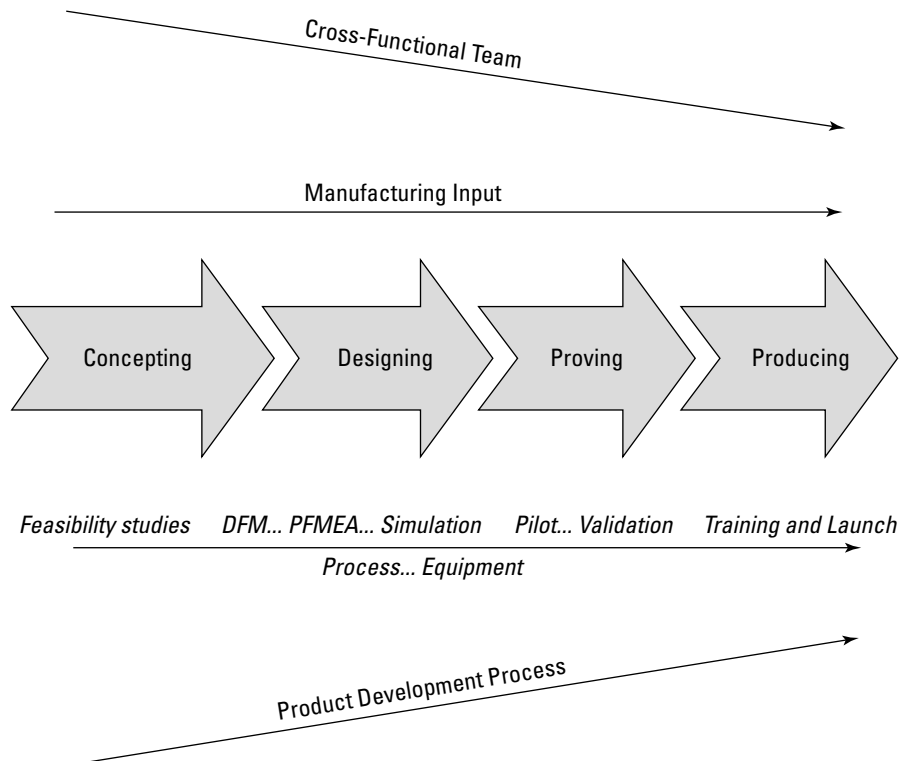 Cross-Functional Team
Manufacturing Input
Concepting
Designing
Proving
Producing
Feasibility studies
DFM... PFMEA... Simulation
Pilot... Validation
Training and Launch
Process... Equipment
Product Development Process